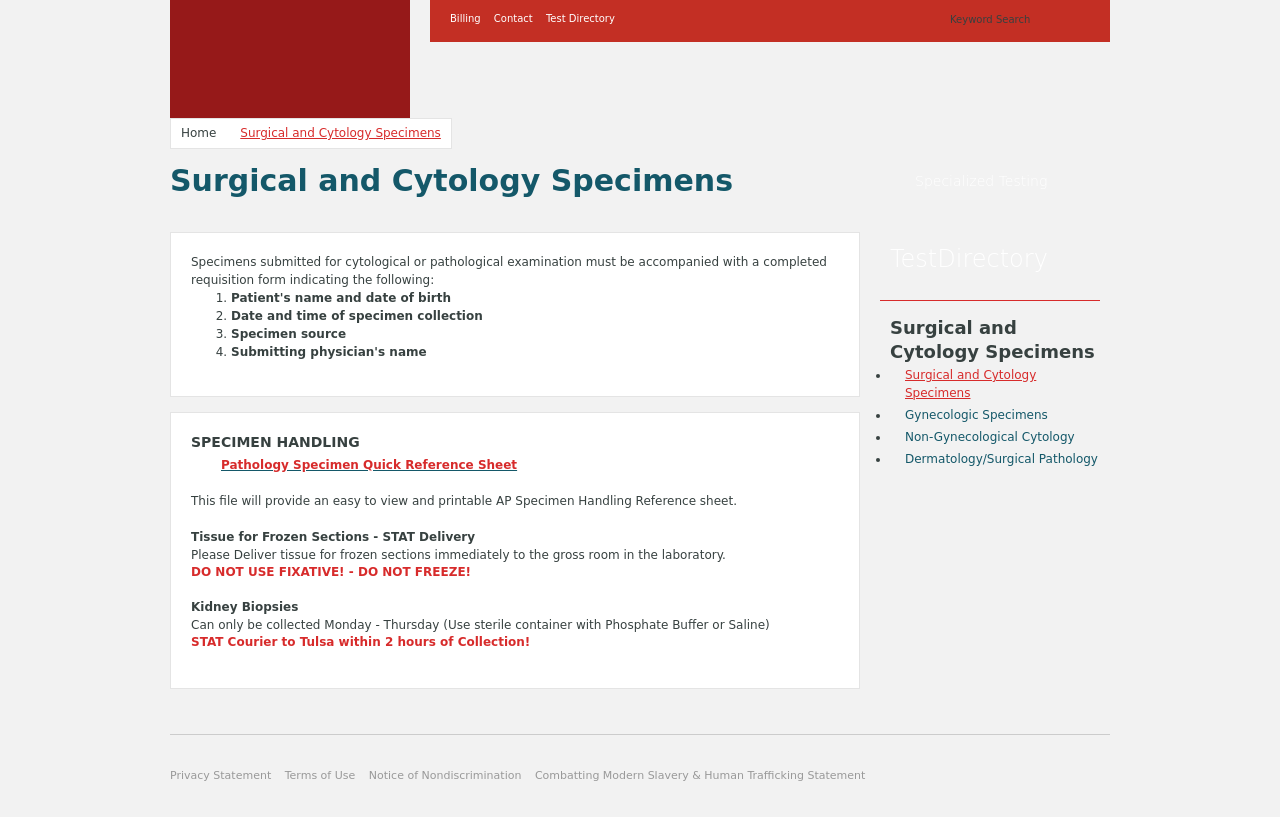 Billing Contact Test Directory Keyword Search
Home Surgical and Cytology Specimens
Surgical and Cytology Specimens
Specialized Testing
Specimens submitted for cytological or pathological examination must be accompanied with a completed
requisition form indicating the following:
1. Patient's name and date of birth
2. Date and time of specimen collection
3. Specimen source
4. Submitting physician's name
SPECIMEN HANDLING
Pathology Specimen Quick Reference Sheet
This file will provide an easy to view and printable AP Specimen Handling Reference sheet.
Tissue for Frozen Sections - STAT Delivery
Please Deliver tissue for frozen sections immediately to the gross room in the laboratory.
DO NOT USE FIXATIVE! - DO NOT FREEZE!
Kidney Biopsies
Can only be collected Monday - Thursday (Use sterile container with Phosphate Buffer or Saline)
STAT Courier to Tulsa within 2 hours of Collection!
TestDirectory
Surgical and
Cytology Specimens
Surgical and Cytology
Specimens
Gynecologic Specimens
Non-Gynecological Cytology
Dermatology/Surgical Pathology
Privacy Statement Terms of Use Notice of Nondiscrimination Combatting Modern Slavery & Human Trafficking Statement